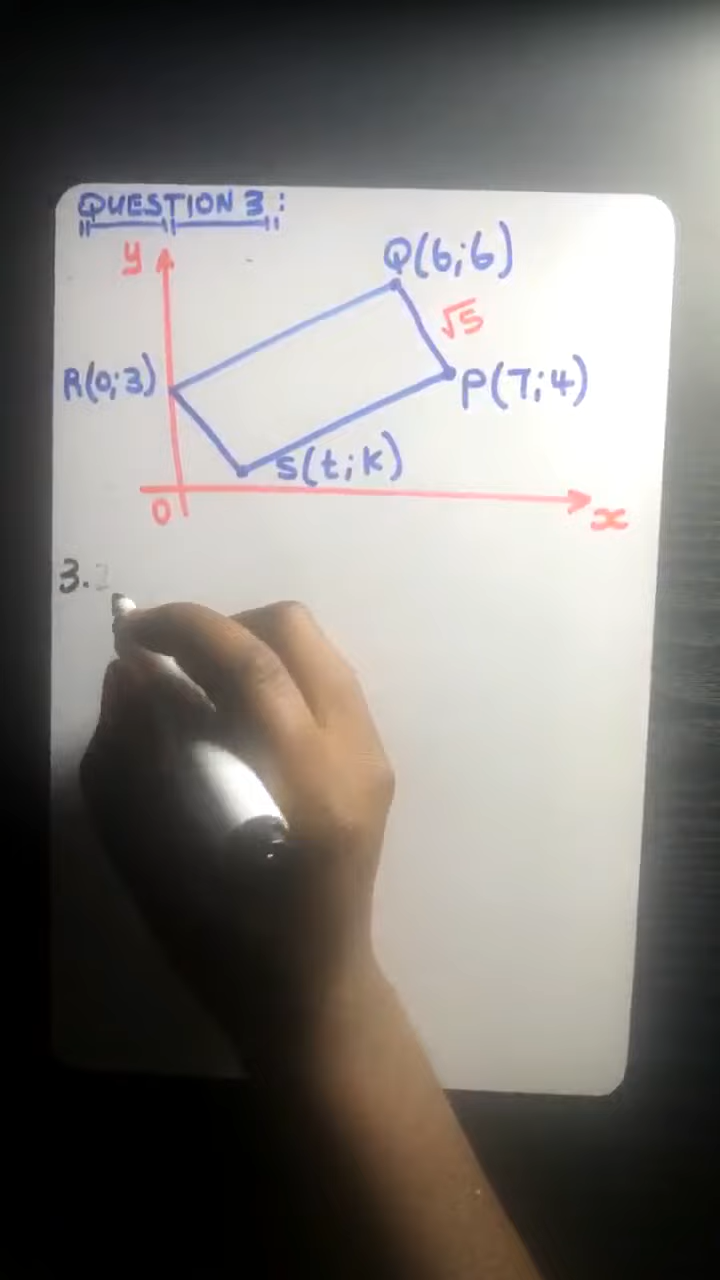 QUESTION 3:
y
Q(6;6)
√5
R(0;3)
P(7;4)
S(t;k)
0
x
3.